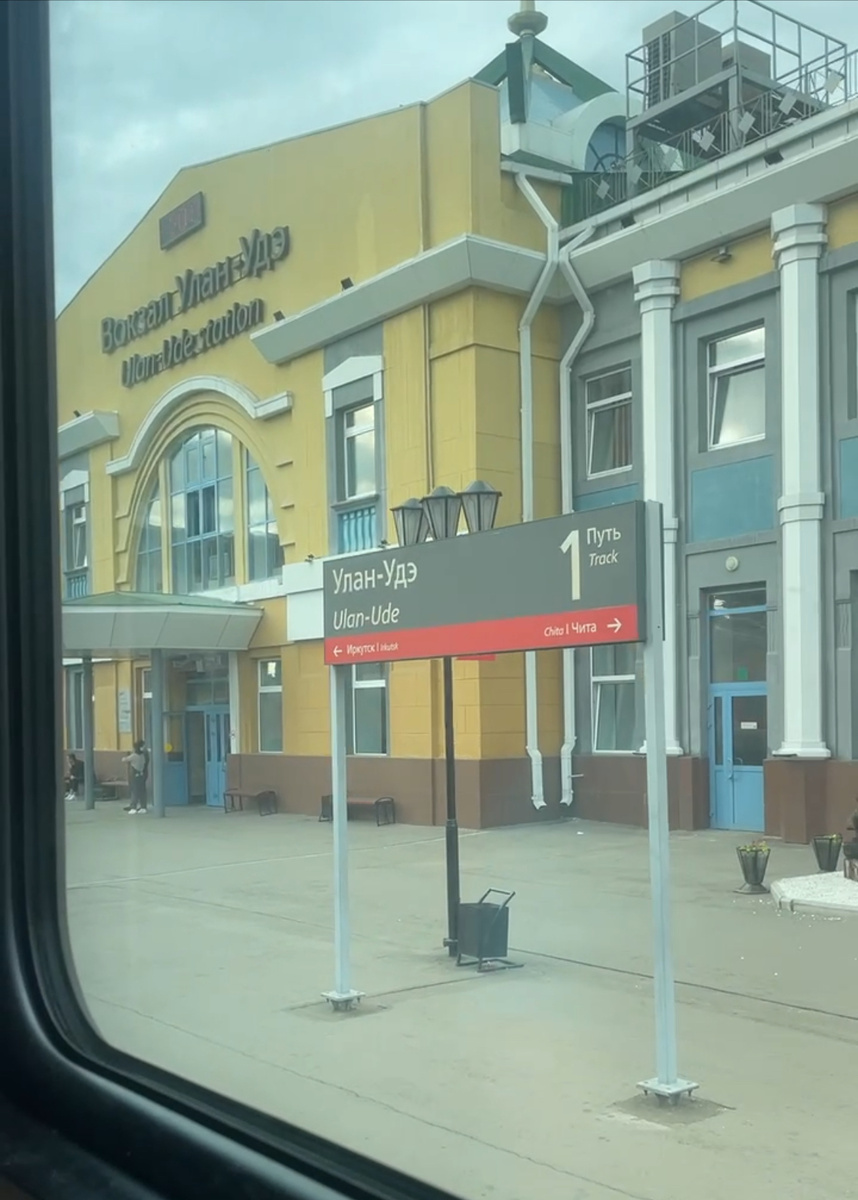 Вокзал Улан-Удэ
Ulan-Ude station
Улан-Удэ
Ulan-Ude
1 Путь
Track
← Иркутск | Irkutsk
Chita | Чита →